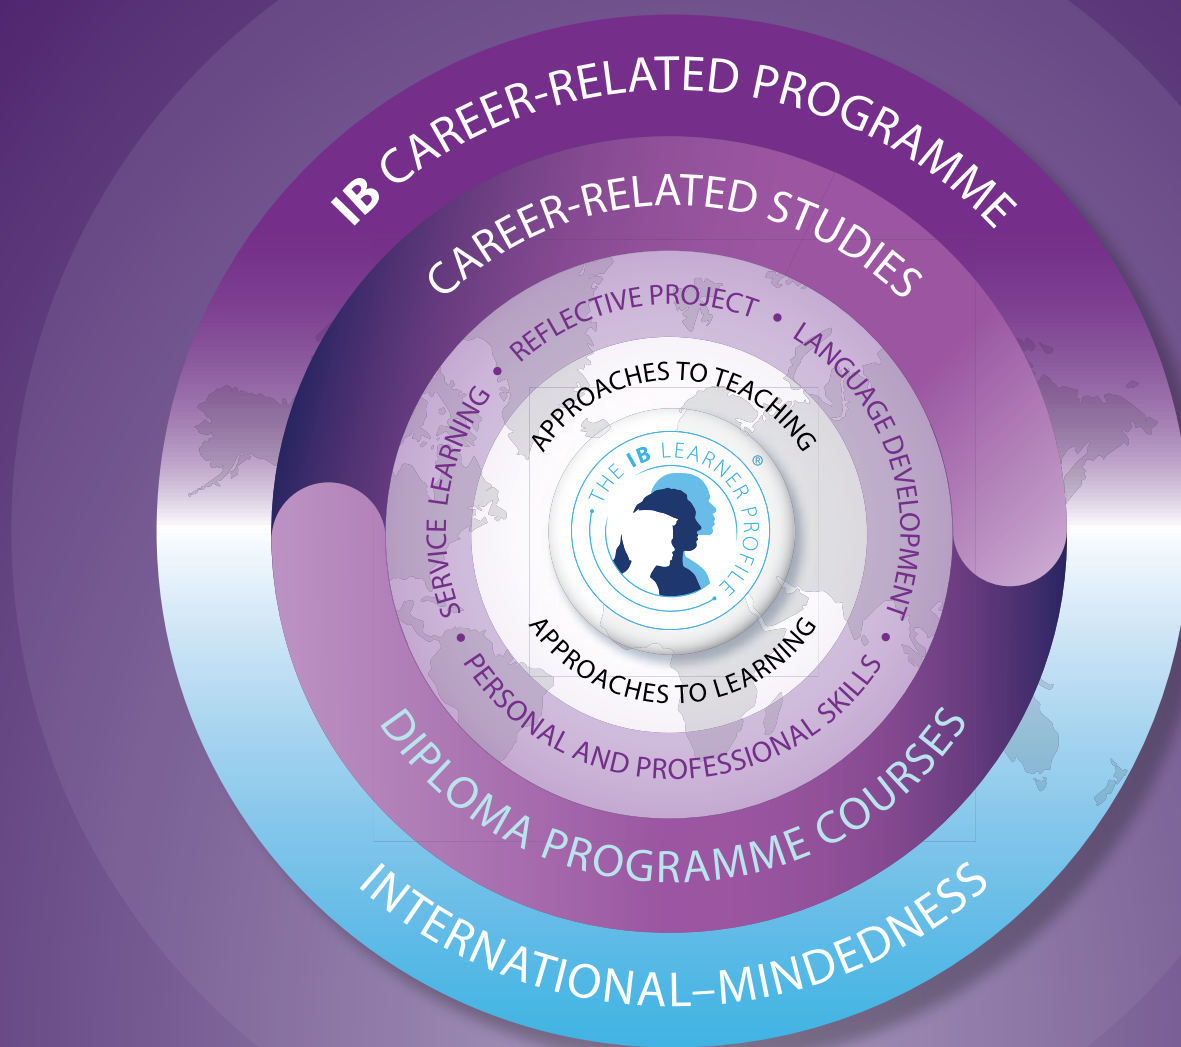 IB CAREER-RELATED PROGRAMME
CAREER-RELATED STUDIES
REFLECTIVE PROJECT • LANGUAGE DEVELOPMENT • PERSONAL AND PROFESSIONAL SKILLS • SERVICE LEARNING •
APPROACHES TO TEACHING
• THE IB LEARNER PROFILE • ®
APPROACHES TO LEARNING
DIPLOMA PROGRAMME COURSES
INTERNATIONAL–MINDEDNESS